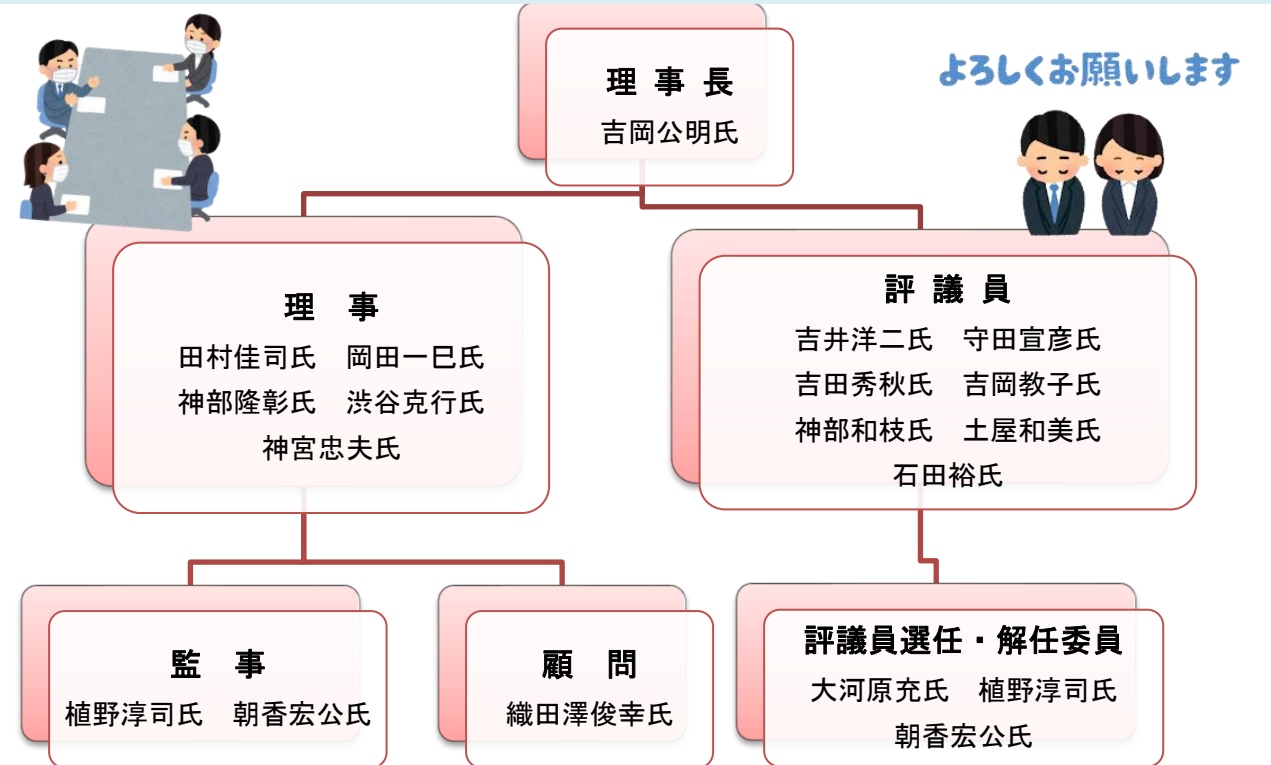 よろしくお願いします
理 事 長
吉岡公明氏
理 事
田村佳司氏 岡田一巳氏
神部隆彰氏 渋谷克行氏
神宮忠夫氏
評 議 員
吉井洋二氏 守田宣彦氏
吉田秀秋氏 吉岡教子氏
神部和枝氏 土屋和美氏
石田裕氏
監 事
植野淳司氏 朝香宏公氏
顧 問
織田澤俊幸氏
評議員選任・解任委員
大河原充氏 植野淳司氏
朝香宏公氏